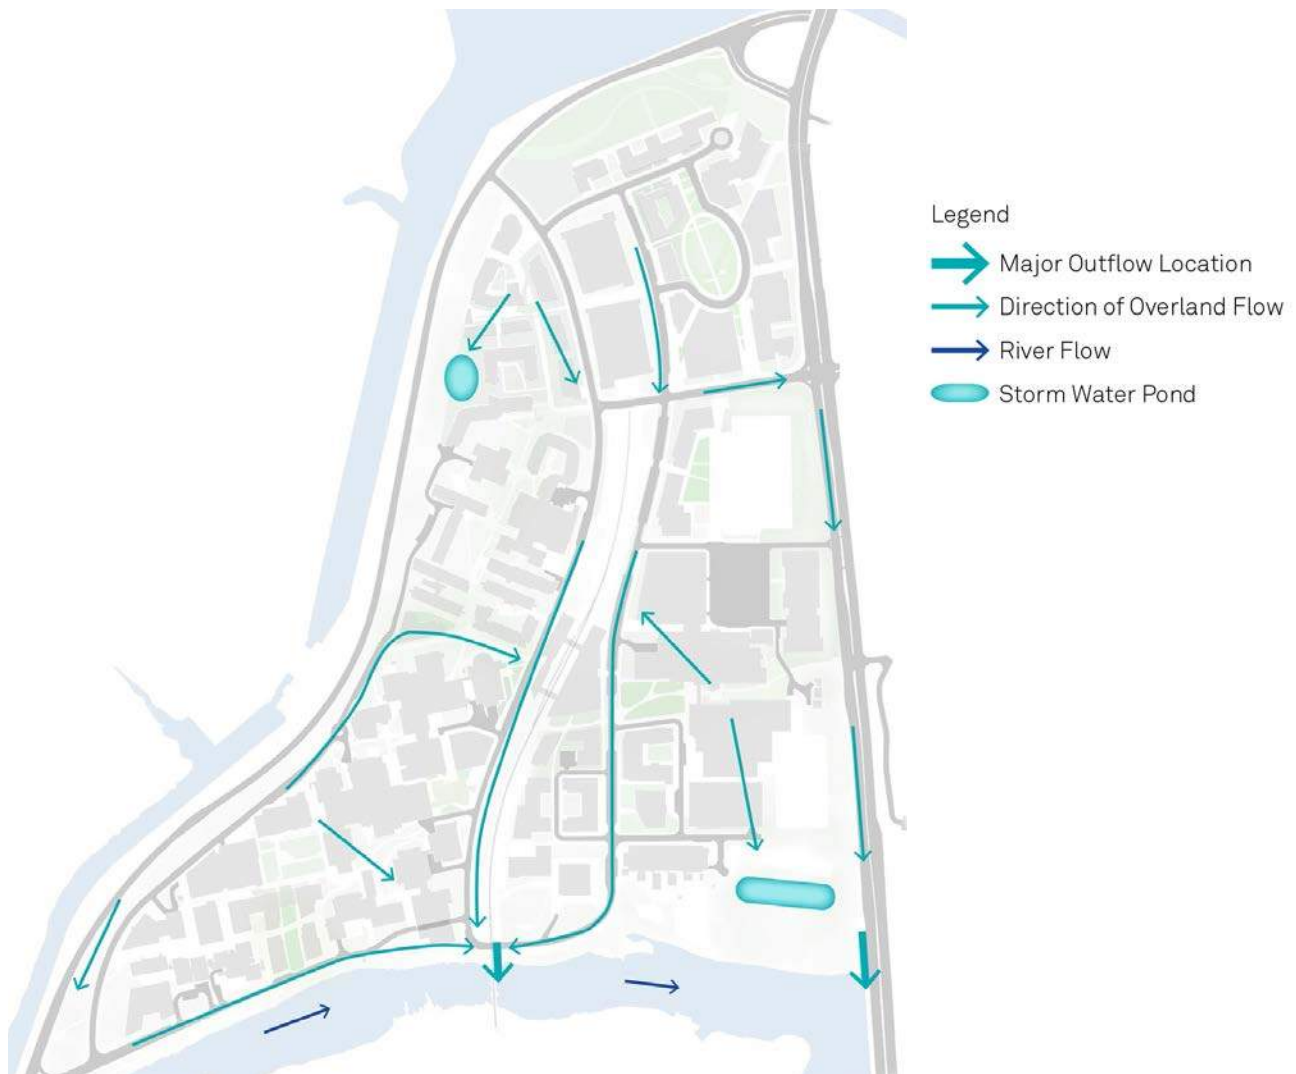 Legend
Major Outflow Location
Direction of Overland Flow
River Flow
Storm Water Pond